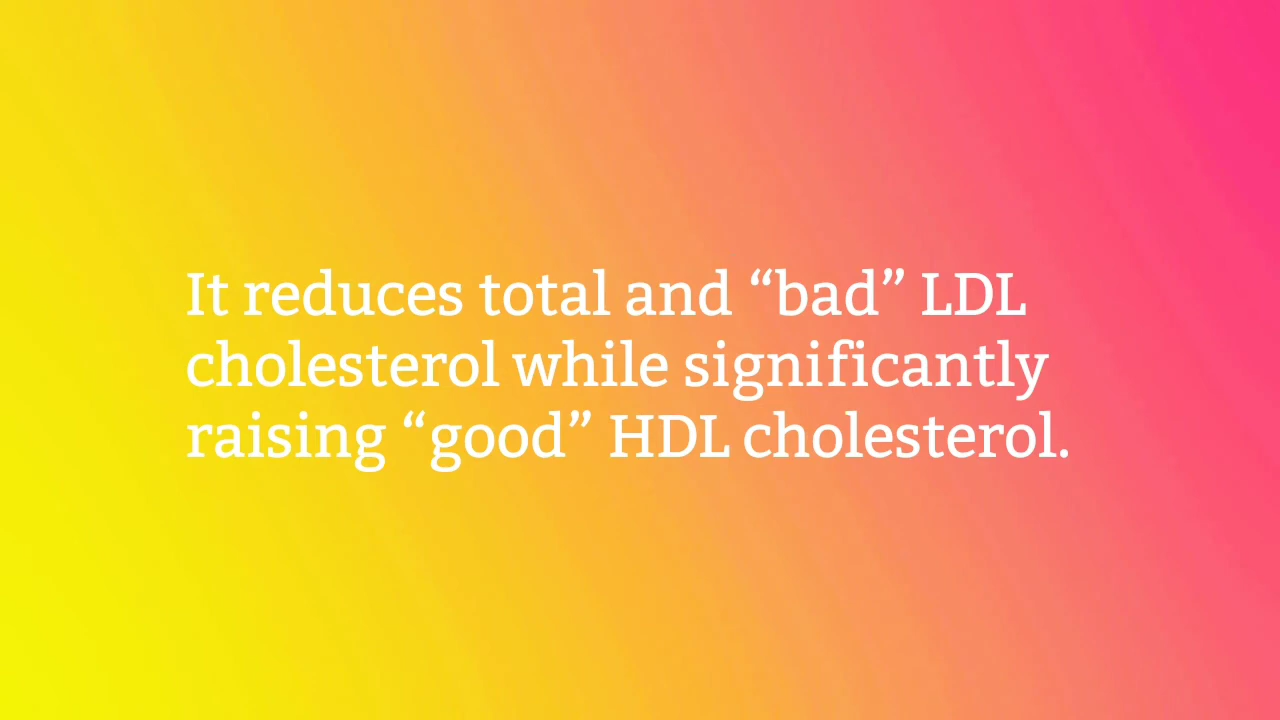 It reduces total and “bad” LDL
cholesterol while significantly
raising “good” HDL cholesterol.